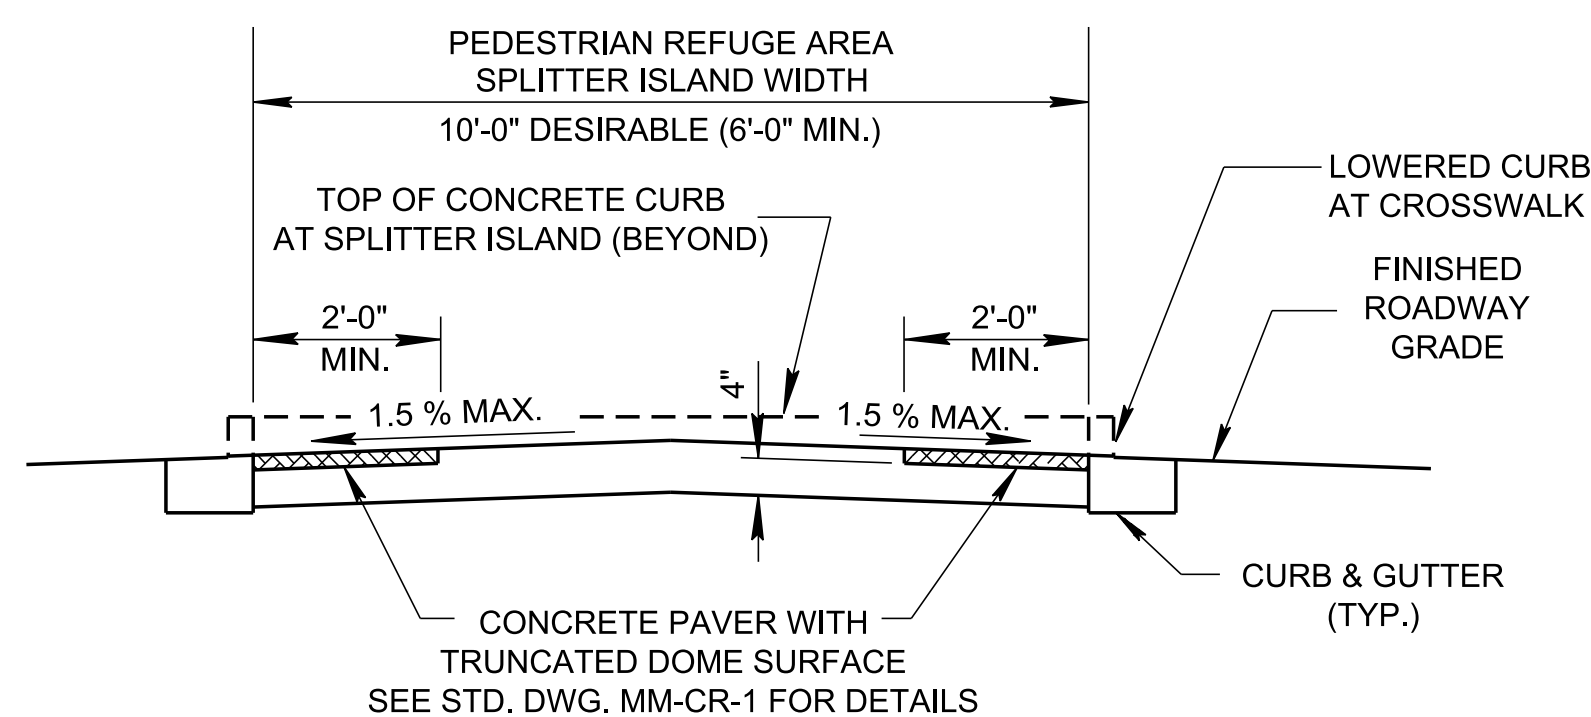 PEDESTRIAN REFUGE AREA
SPLITTER ISLAND WIDTH
10'-0" DESIRABLE (6'-0" MIN.)
LOWERED CURB
AT CROSSWALK
TOP OF CONCRETE CURB
AT SPLITTER ISLAND (BEYOND)
FINISHED
ROADWAY
GRADE
2'-0"
MIN.
2'-0"
MIN.
4"
1.5 % MAX.
1.5 % MAX.
CURB & GUTTER
(TYP.)
CONCRETE PAVER WITH
TRUNCATED DOME SURFACE
SEE STD. DWG. MM-CR-1 FOR DETAILS